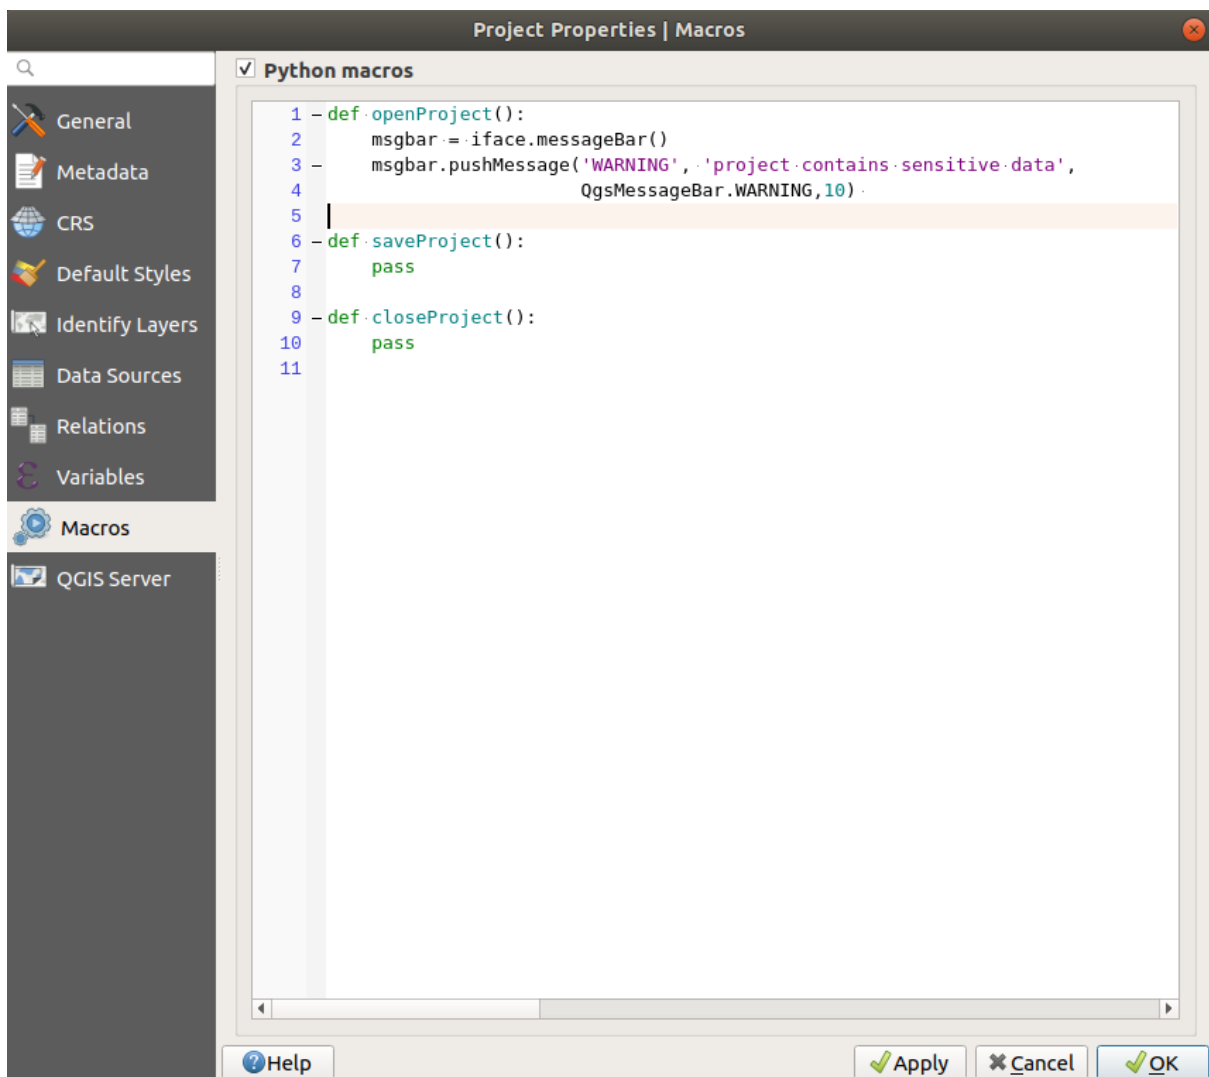 Project Properties | Macros
General
Metadata
CRS
Default Styles
Identify Layers
Data Sources
Relations
Variables
Macros
QGIS Server
Python macros
1 def openProject():
2     msgbar = iface.messageBar()
3     msgbar.pushMessage('WARNING', 'project contains sensitive data',
4                        QgsMessageBar.WARNING,10)
5
6 def saveProject():
7     pass
8
9 def closeProject():
10     pass
11
Help
Apply
Cancel
OK